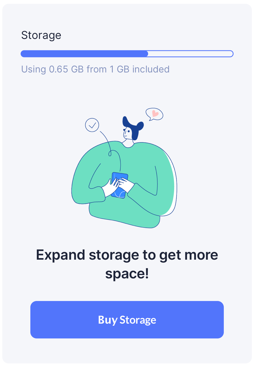 Storage
Using 0.65 GB from 1 GB included
Expand storage to get more
space!
Buy Storage